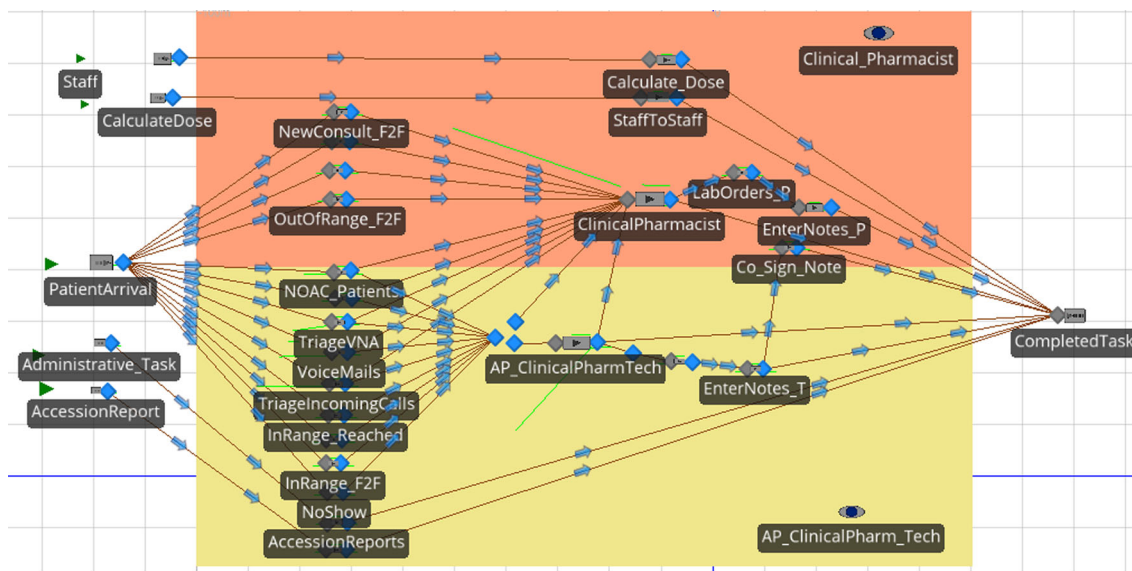 Clinical_Pharmacist
Staff
Calculate_Dose
CalculateDose
StaffToStaff
NewConsult_F2F
LabOrders_P
OutOfRange_F2F
ClinicalPharmacist
EnterNotes_P
Co_Sign_Note
PatientArrival
NOAC_Patients
TriageVNA
CompletedTask
Administrative_Task
VoiceMails
AP_ClinicalPharmTech
EnterNotes_T
AccessionReport
TriageIncomingCalls
InRange_Reached
InRange_F2F
NoShow
AccessionReports
AP_ClinicalPharm_Tech